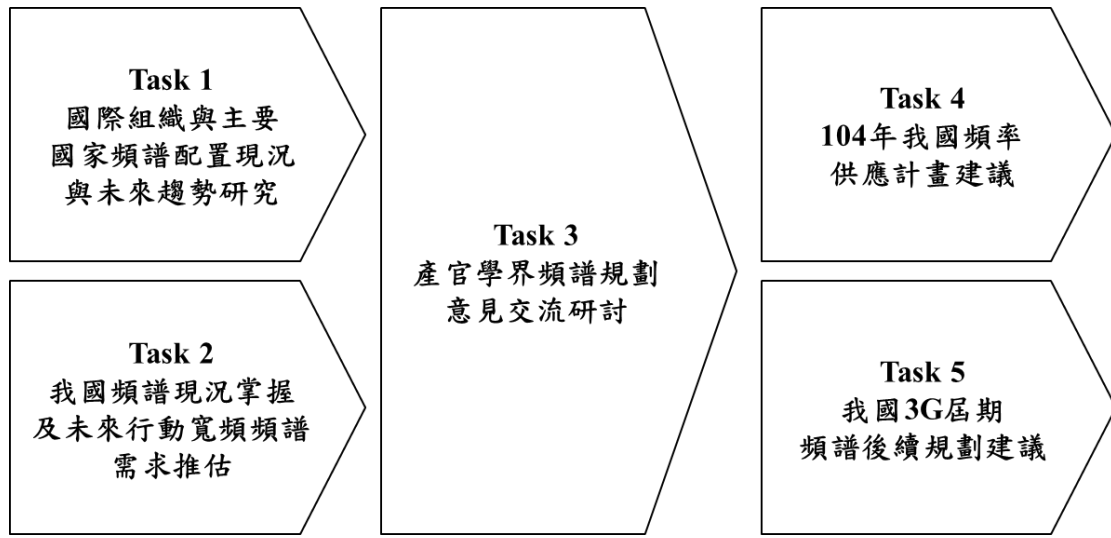 Task 1
國際組織與主要
國家頻譜配置現況
與未來趨勢研究
Task 2
我國頻譜現況掌握
及未來行動寬頻頻譜
需求推估
Task 3
產官學界頻譜規劃
意見交流研討
Task 4
104年我國頻率
供應計畫建議
Task 5
我國3G屆期
頻譜後續規劃建議